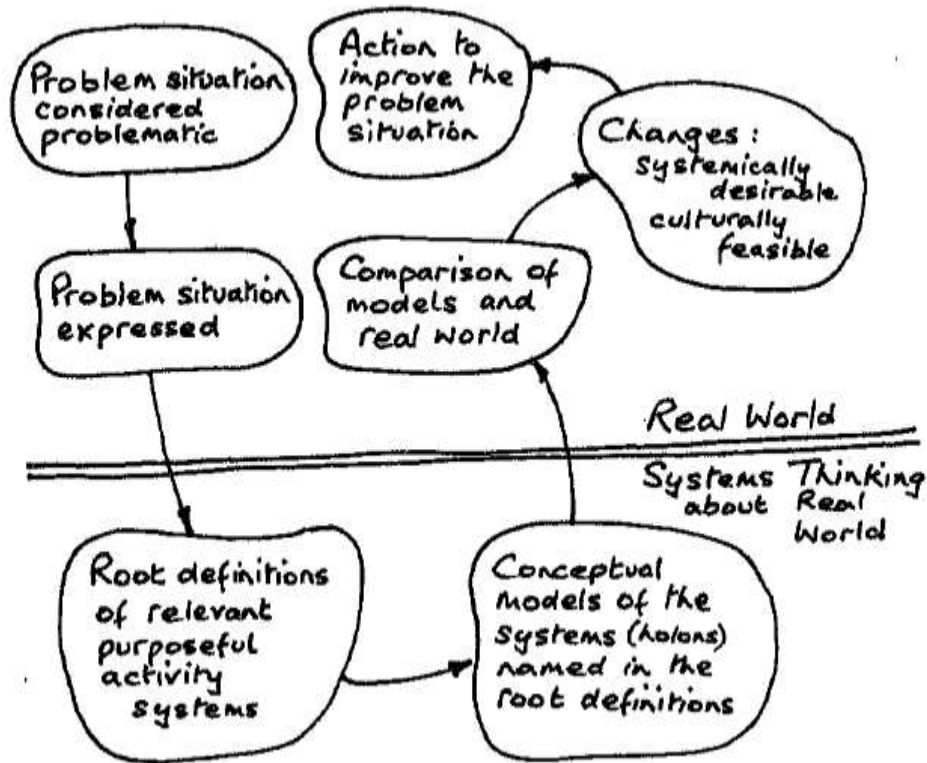 Problem situation
considered
problematic
Problem situation
expressed
Root definitions
of relevant
purposeful
activity
systems
Conceptual
models of the
systems (holons)
named in the
root definitions
Comparison of
models and
real world
Changes:
systemically
desirable
culturally
feasible
Action to
improve the
problem
situation
Real World
Systems Thinking
about Real
World